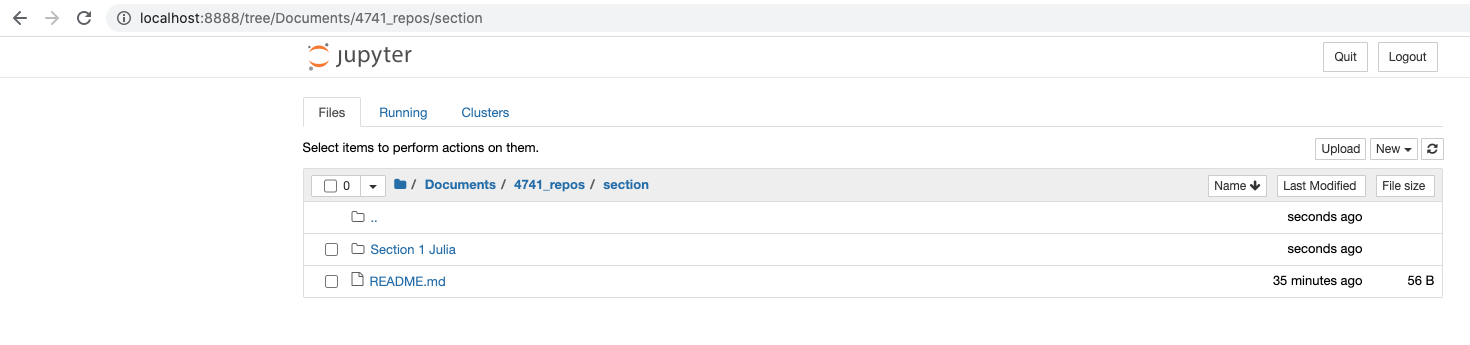 localhost:8888/tree/Documents/4741_repos/section
jupyter
Quit Logout
Files Running Clusters
Select items to perform actions on them.
Upload New
0 / Documents / 4741_repos / section Name Last Modified File size
.. seconds ago
Section 1 Julia seconds ago
README.md 35 minutes ago 56 B